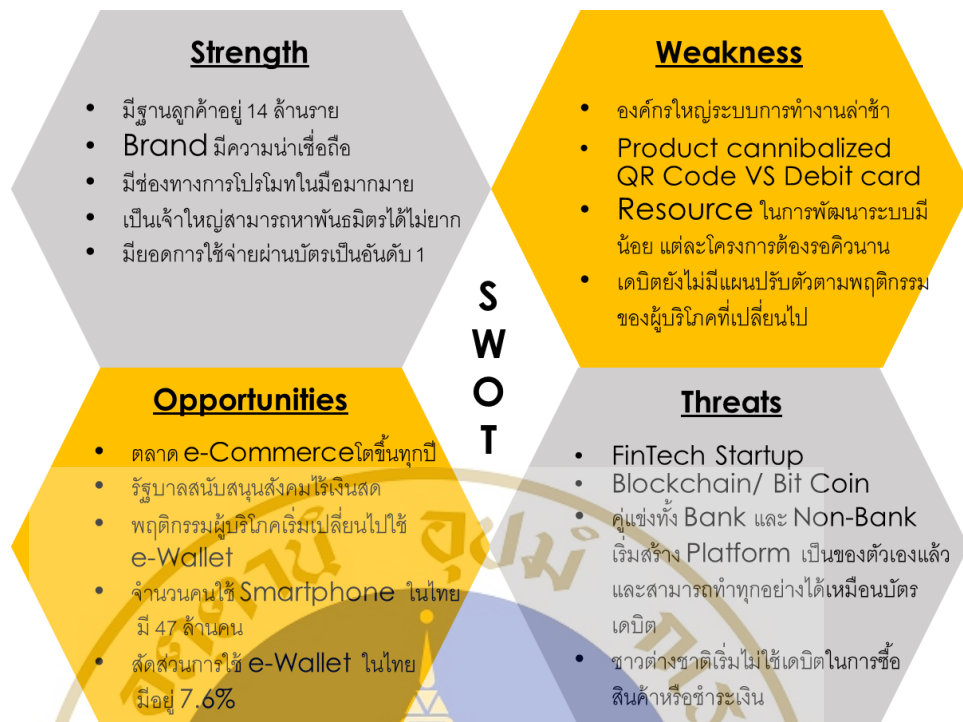 Strength
• มีฐานลูกค้าอยู่ 14 ล้านราย
• Brand มีความน่าเชื่อถือ
• มีช่องทางการโปรโมทในมือมากมาย
• เป็นเจ้าใหญ่สามารถหาพันธมิตรได้ไม่ยาก
• มียอดการใช้จ่ายผ่านบัตรเป็นอันดับ 1
Weakness
• องค์กรใหญ่ระบบการทำงานล่าช้า
• Product cannibalized
QR Code VS Debit card
• Resource ในการพัฒนาระบบมี
น้อย แต่ละโครงการต้องรอคิวนาน
• เดบิตยังไม่มีแผนปรับตัวตามพฤติกรรม
ของผู้บริโภคที่เปลี่ยนไป
S
W
O
T
Opportunities
• ตลาด e-Commerceโตขึ้นทุกปี
• รัฐบาลสนับสนุนสังคมไร้เงินสด
• พฤติกรรมผู้บริโภคเริ่มเปลี่ยนไปใช้
e-Wallet
• จำนวนคนใช้ Smartphone ในไทย
มี 47 ล้านคน
• สัดส่วนการใช้ e-Wallet ในไทย
มีอยู่ 7.6%
Threats
• FinTech Startup
• Blockchain/ Bit Coin
• คู่แข่งทั้ง Bank และ Non-Bank
เริ่มสร้าง Platform เป็นของตัวเองแล้ว
และสามารถทำทุกอย่างได้เหมือนบัตร
เดบิต
• ชาวต่างชาติเริ่มไม่ใช้เดบิตในการซื้อ
สินค้าหรือชำระเงิน